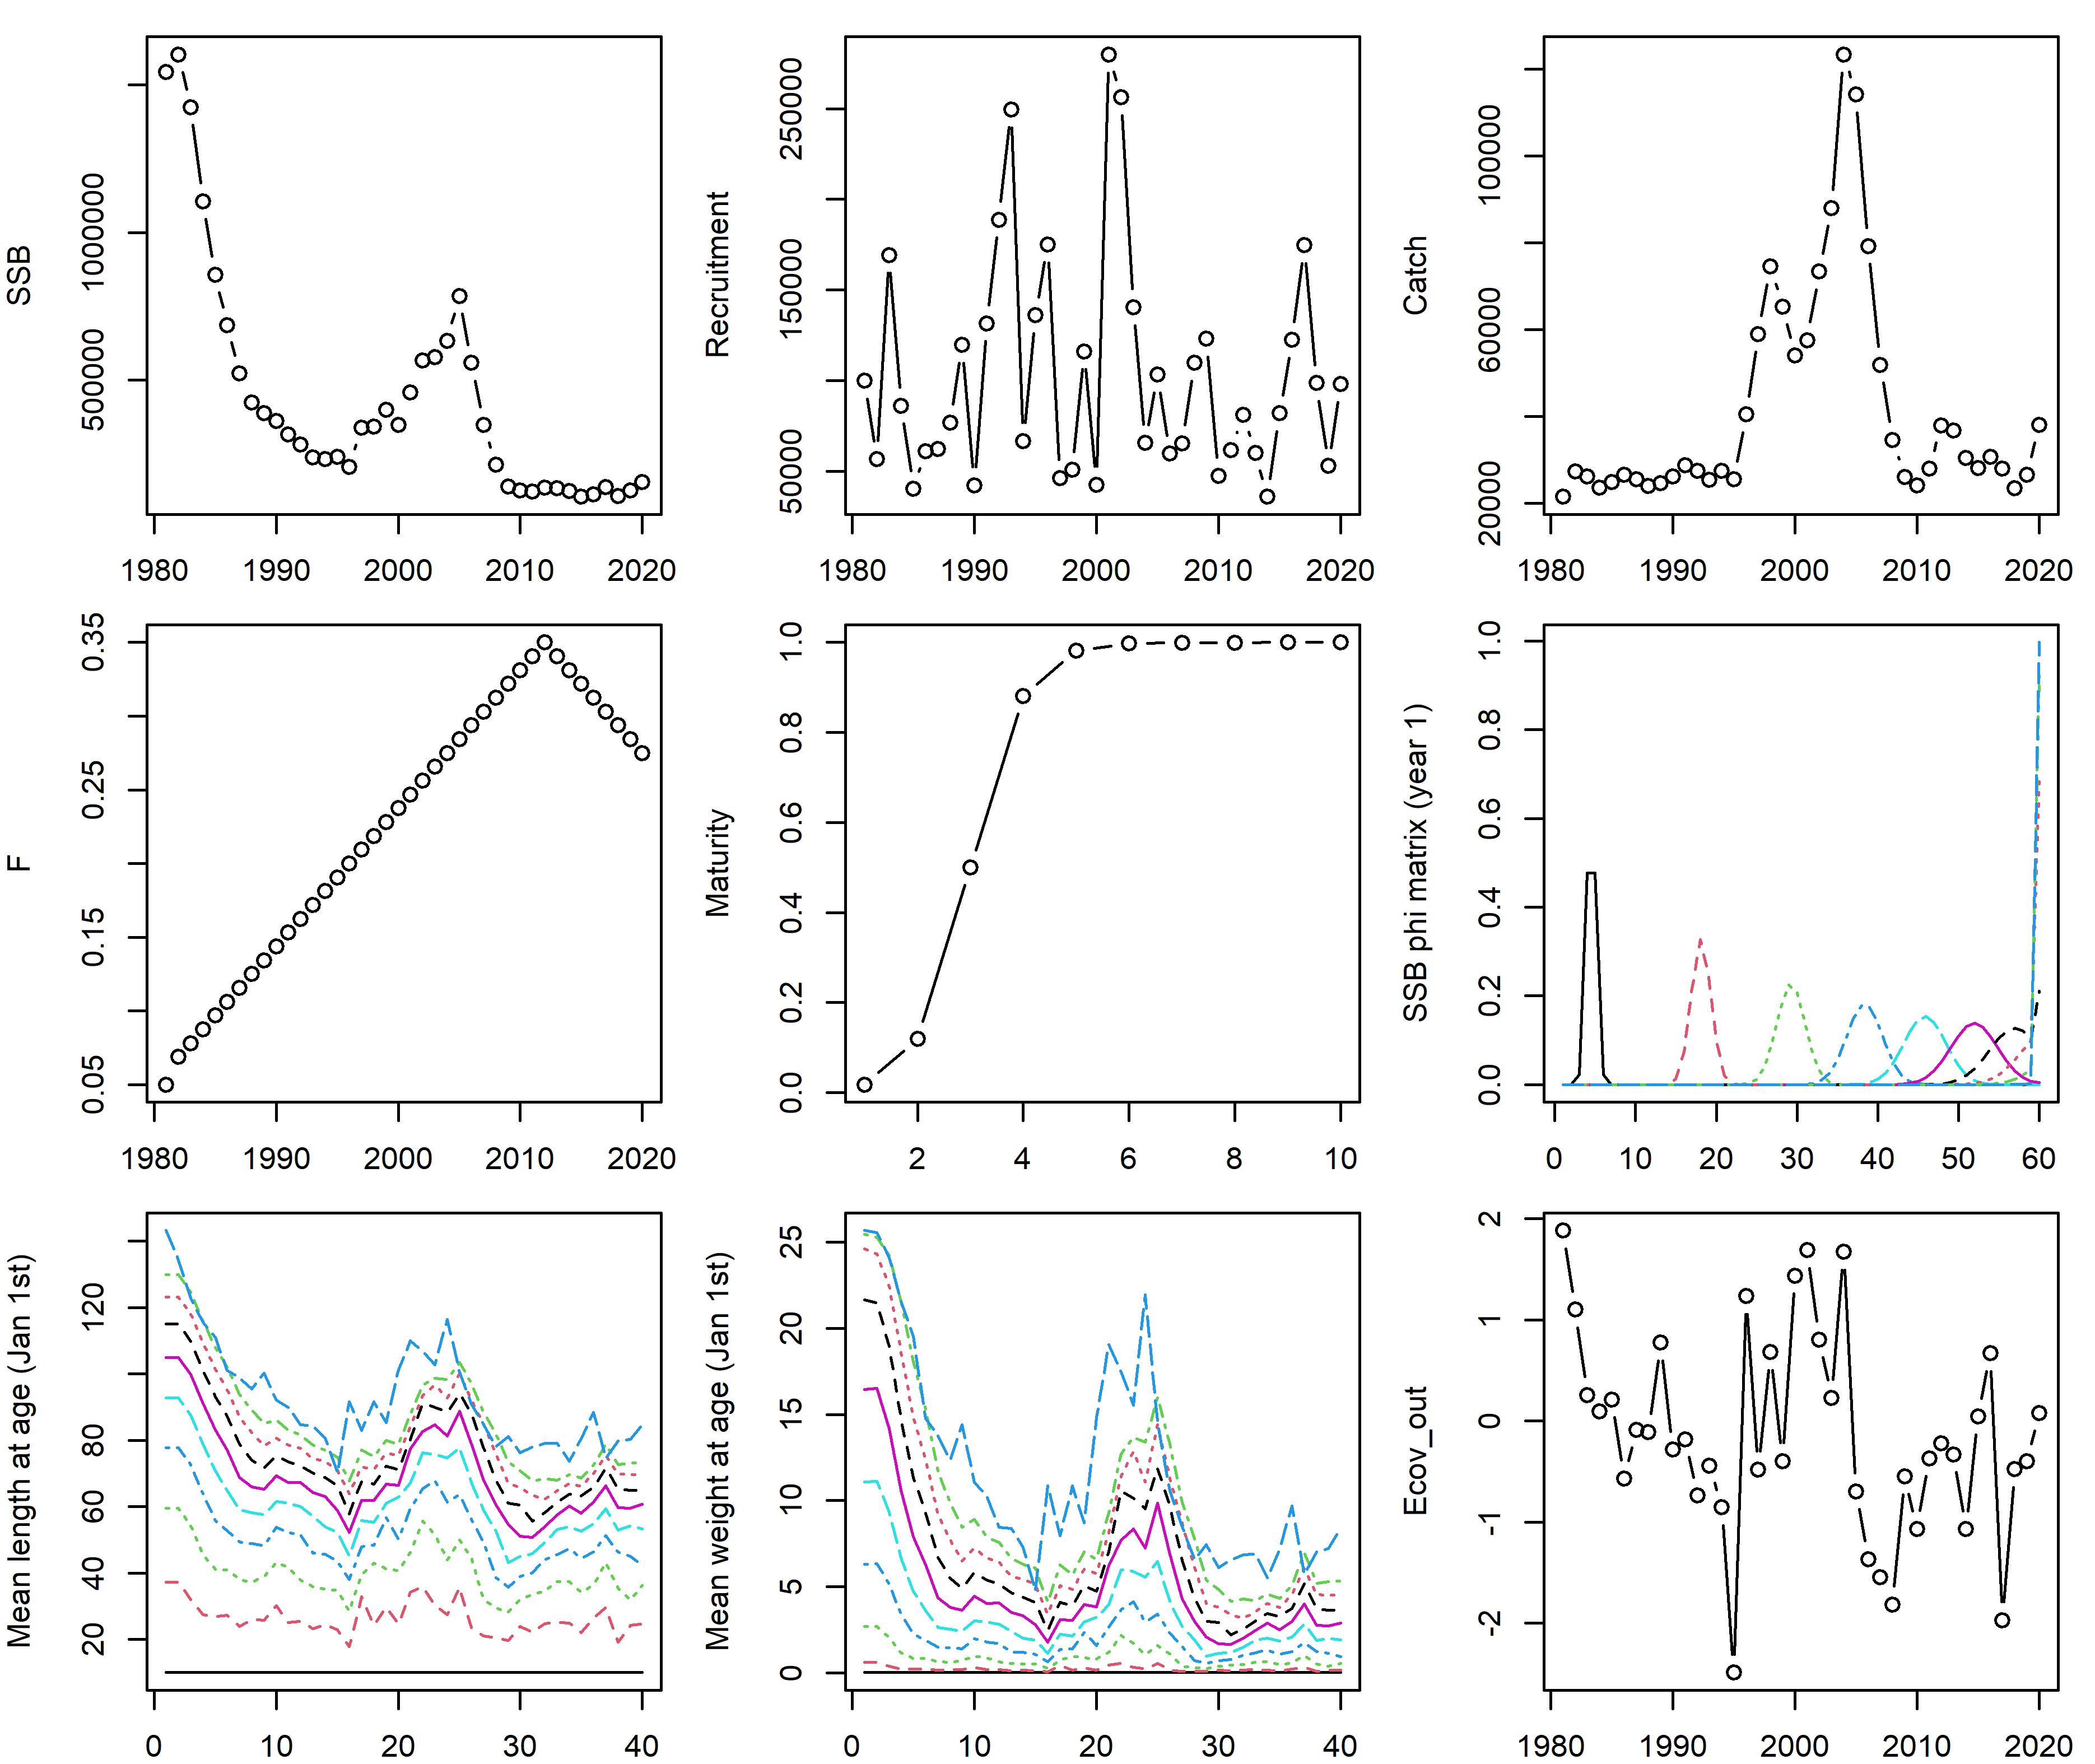 SSB
500000 1000000
1980 1990 2000 2010 2020
Recruitment
50000 150000 250000
1980 1990 2000 2010 2020
Catch
20000 60000 100000
1980 1990 2000 2010 2020
F
0.05 0.15 0.25 0.35
1980 1990 2000 2010 2020
Maturity
0.0 0.2 0.4 0.6 0.8 1.0
2 4 6 8 10
SSB phi matrix (year 1)
0.0 0.2 0.4 0.6 0.8 1.0
0 10 20 30 40 50 60
Mean length at age (Jan 1st)
20 40 60 80 120
0 10 20 30 40
Mean weight at age (Jan 1st)
0 5 10 15 20 25
0 10 20 30 40
Ecov_out
-2 -1 0 1 2
1980 1990 2000 2010 2020